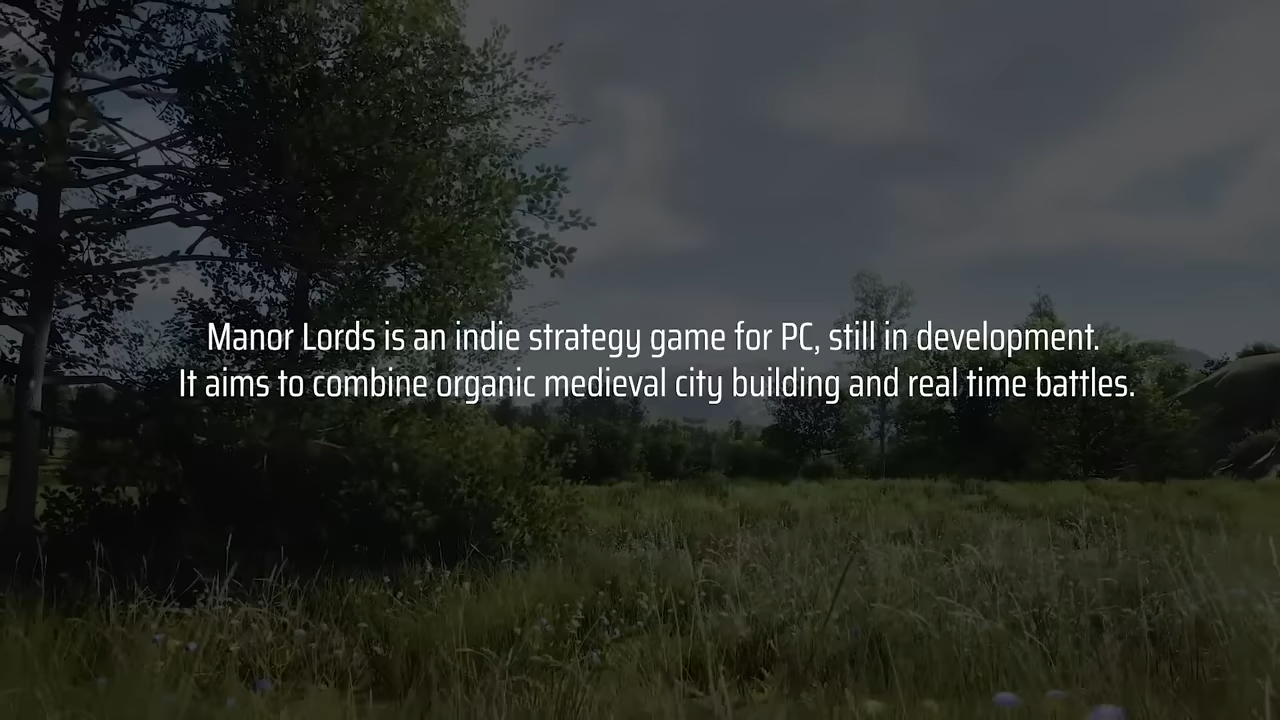 Manor Lords is an indie strategy game for PC, still in development.
It aims to combine organic medieval city building and real time battles.